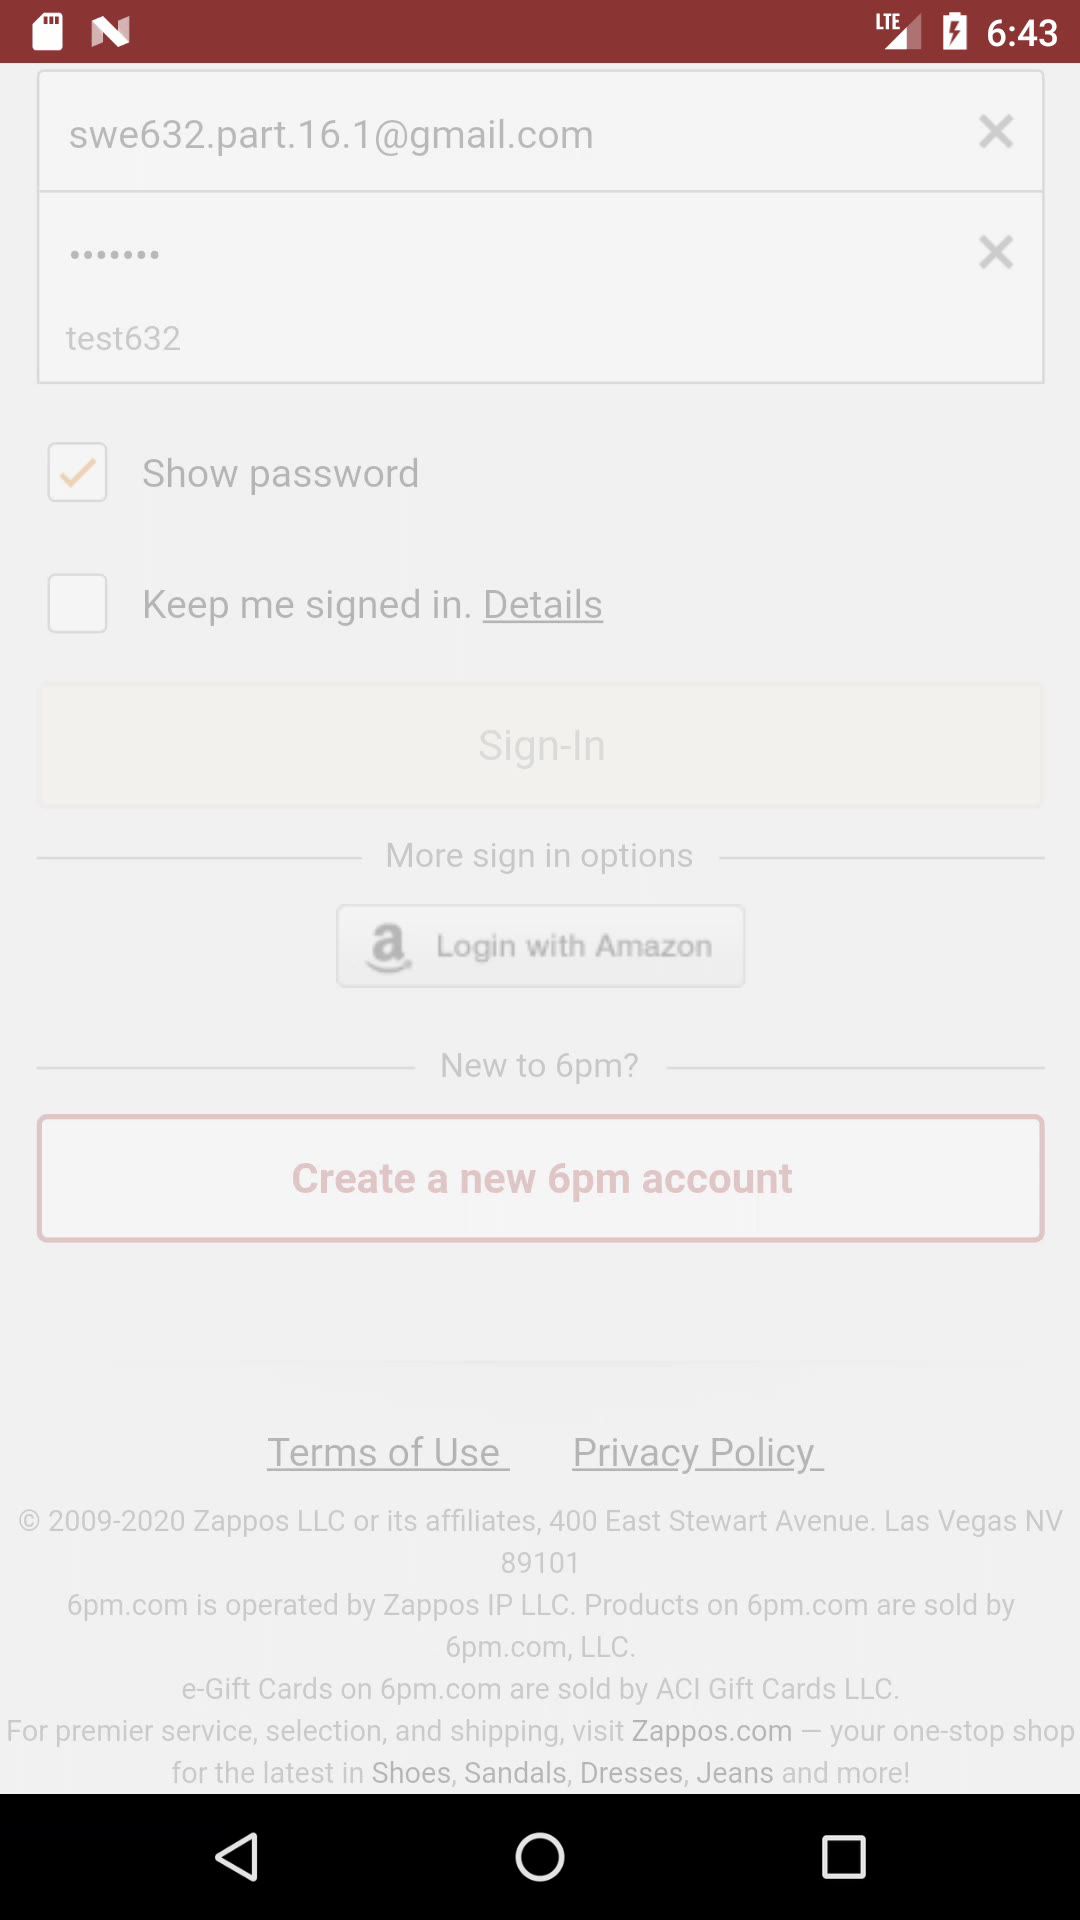 LTE 6:43
swe632.part.16.1@gmail.com
•••••••
test632
Show password
Keep me signed in. Details
Sign-In
More sign in options
a Login with Amazon
New to 6pm?
Create a new 6pm account
Terms of Use Privacy Policy
© 2009-2020 Zappos LLC or its affiliates, 400 East Stewart Avenue. Las Vegas NV
89101
6pm.com is operated by Zappos IP LLC. Products on 6pm.com are sold by
6pm.com, LLC.
e-Gift Cards on 6pm.com are sold by ACI Gift Cards LLC.
For premier service, selection, and shipping, visit Zappos.com — your one-stop shop
for the latest in Shoes, Sandals, Dresses, Jeans and more!